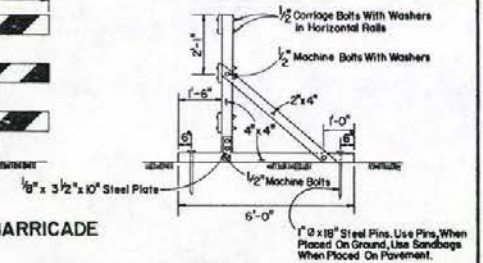 1/2" Carriage Bolts With Washers
in Horizontal Rails
2'-1"
1/2" Machine Bolts With Washers
1'-6"
2"x4"
1'-0"
4"x4"
6"
6"
1/8" x 3 1/2" x 10" Steel Plate
1/2" Machine Bolts
6'-0"
ARRICADE
1" Ø x 18" Steel Pins. Use Pins, When
Placed On Ground, Use Sandbags
When Placed On Pavement.